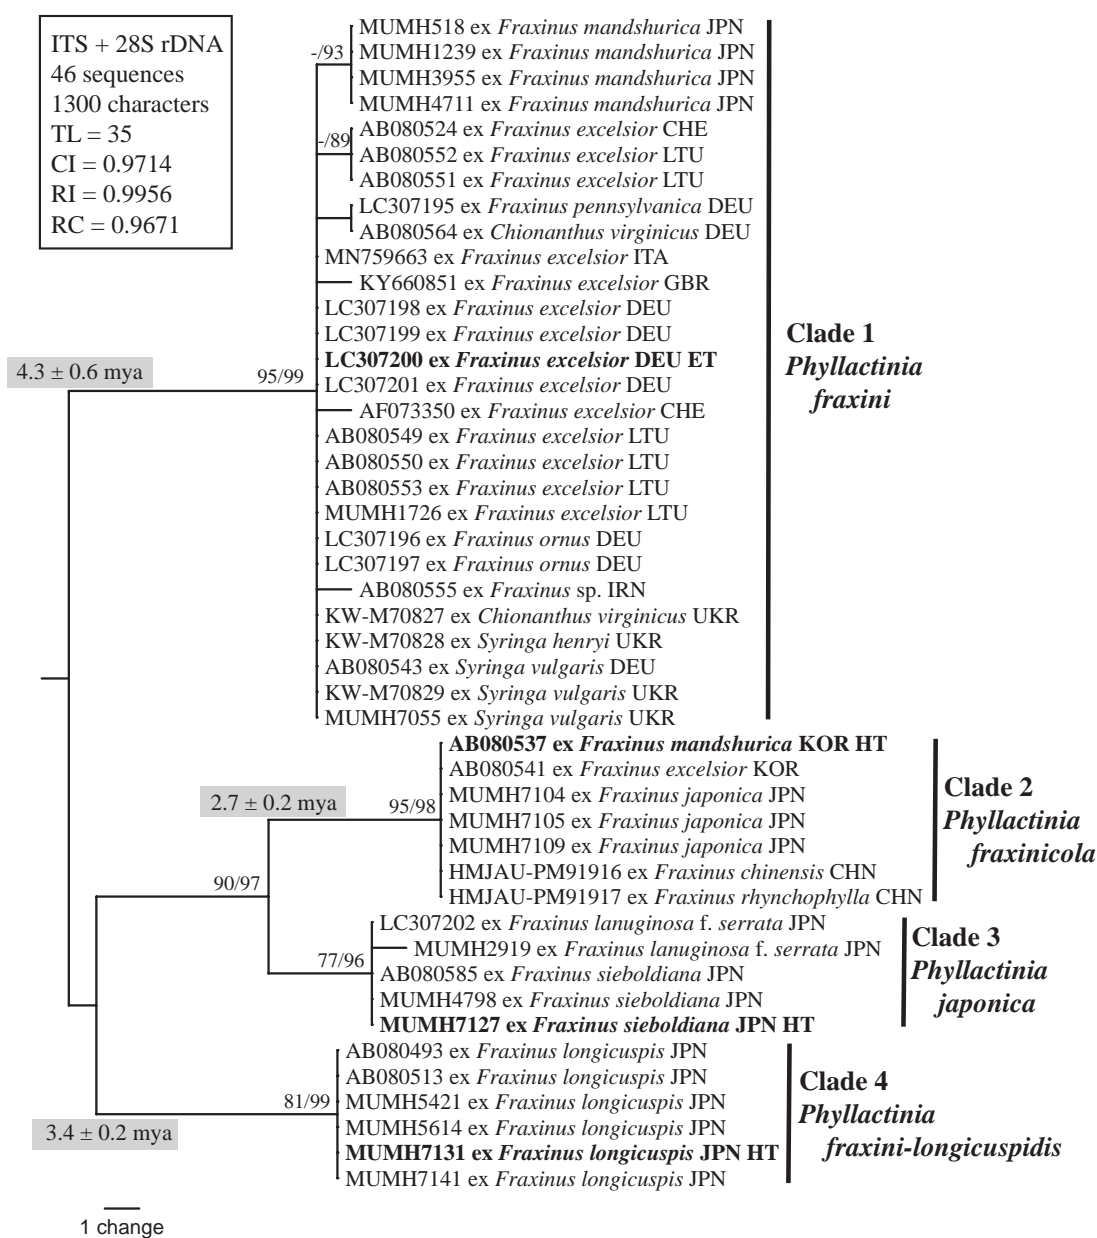 ITS + 28S rDNA
46 sequences
1300 characters
TL = 35
CI = 0.9714
RI = 0.9956
RC = 0.9671
MUMH518 ex Fraxinus mandshurica JPN
-/93
MUMH1239 ex Fraxinus mandshurica JPN
MUMH3955 ex Fraxinus mandshurica JPN
MUMH4711 ex Fraxinus mandshurica JPN
AB080524 ex Fraxinus excelsior CHE
-/89
AB080552 ex Fraxinus excelsior LTU
AB080551 ex Fraxinus excelsior LTU
LC307195 ex Fraxinus pennsylvanica DEU
AB080564 ex Chionanthus virginicus DEU
MN759663 ex Fraxinus excelsior ITA
KY660851 ex Fraxinus excelsior GBR
LC307198 ex Fraxinus excelsior DEU
LC307199 ex Fraxinus excelsior DEU
LC307200 ex Fraxinus excelsior DEU ET
4.3 ± 0.6 mya
95/99
LC307201 ex Fraxinus excelsior DEU
AF073350 ex Fraxinus excelsior CHE
AB080549 ex Fraxinus excelsior LTU
AB080550 ex Fraxinus excelsior LTU
AB080553 ex Fraxinus excelsior LTU
MUMH1726 ex Fraxinus excelsior LTU
LC307196 ex Fraxinus ornus DEU
LC307197 ex Fraxinus ornus DEU
AB080555 ex Fraxinus sp. IRN
KW-M70827 ex Chionanthus virginicus UKR
KW-M70828 ex Syringa henryi UKR
AB080543 ex Syringa vulgaris DEU
KW-M70829 ex Syringa vulgaris UKR
MUMH7055 ex Syringa vulgaris UKR
Clade 1
Phyllactinia
fraxini
AB080537 ex Fraxinus mandshurica KOR HT
AB080541 ex Fraxinus excelsior KOR
2.7 ± 0.2 mya
95/98
MUMH7104 ex Fraxinus japonica JPN
MUMH7105 ex Fraxinus japonica JPN
MUMH7109 ex Fraxinus japonica JPN
HMJAU-PM91916 ex Fraxinus chinensis CHN
HMJAU-PM91917 ex Fraxinus rhynchophylla CHN
Clade 2
Phyllactinia
fraxinicola
90/97
LC307202 ex Fraxinus lanuginosa f. serrata JPN
MUMH2919 ex Fraxinus lanuginosa f. serrata JPN
77/96
AB080585 ex Fraxinus sieboldiana JPN
MUMH4798 ex Fraxinus sieboldiana JPN
MUMH7127 ex Fraxinus sieboldiana JPN HT
Clade 3
Phyllactinia
japonica
AB080493 ex Fraxinus longicuspis JPN
AB080513 ex Fraxinus longicuspis JPN
81/99
MUMH5421 ex Fraxinus longicuspis JPN
MUMH5614 ex Fraxinus longicuspis JPN
3.4 ± 0.2 mya
MUMH7131 ex Fraxinus longicuspis JPN HT
MUMH7141 ex Fraxinus longicuspis JPN
Clade 4
Phyllactinia
fraxini-longicuspidis
1 change